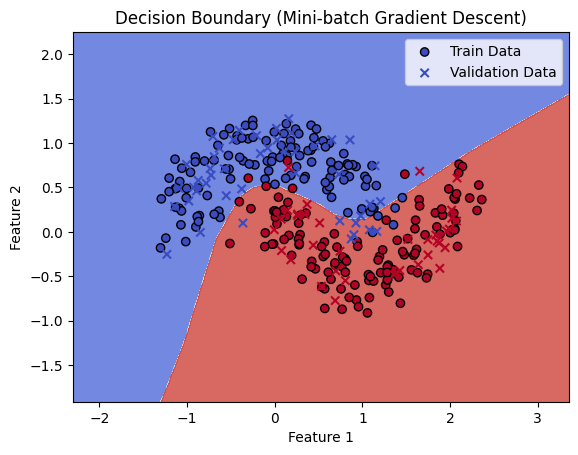 Decision Boundary (Mini-batch Gradient Descent)
Train Data
Validation Data
Feature 2
2.0
1.5
1.0
0.5
0.0
−0.5
−1.0
−1.5
−2
−1
0
1
2
3
Feature 1